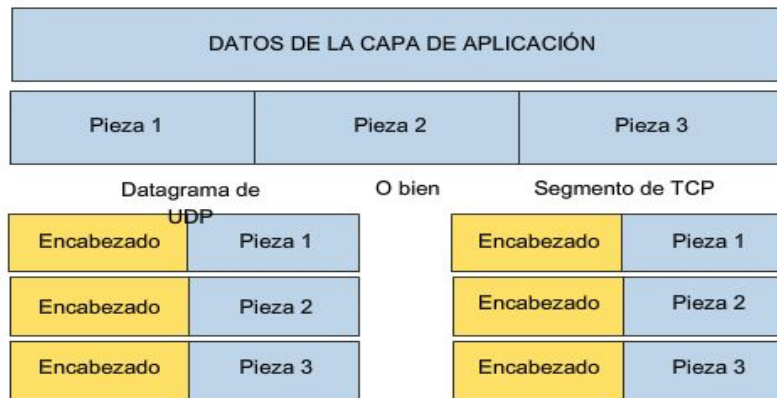 DATOS DE LA CAPA DE APLICACIÓN
Pieza 1 Pieza 2 Pieza 3
Datagrama de UDP
O bien
Segmento de TCP
Encabezado Pieza 1
Encabezado Pieza 2
Encabezado Pieza 3
Encabezado Pieza 1
Encabezado Pieza 2
Encabezado Pieza 3